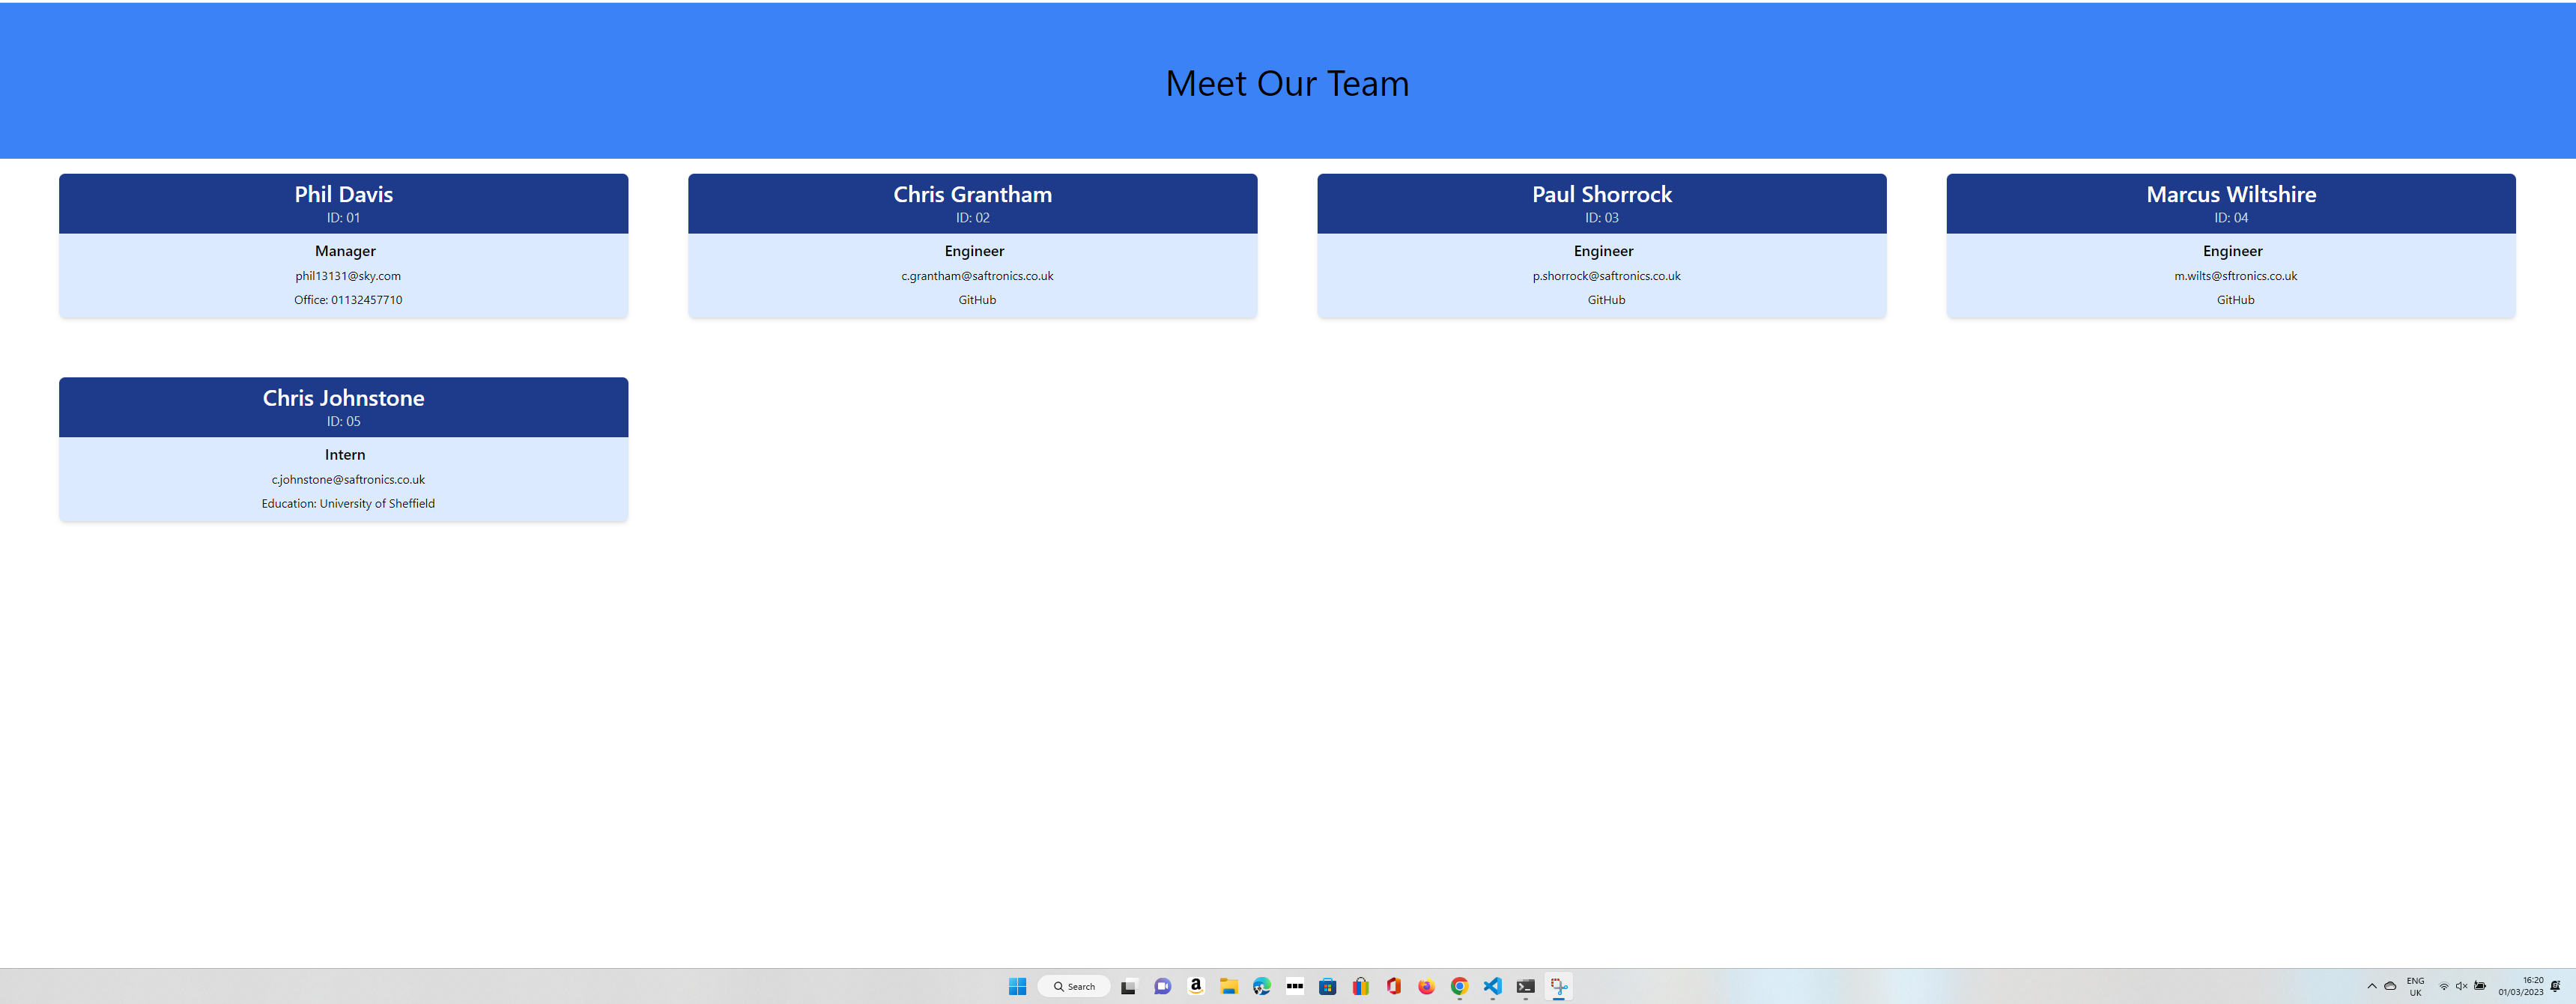 Meet Our Team
Phil Davis
ID: 01
Manager
phil13131@sky.com
Office: 01132457710
Chris Grantham
ID: 02
Engineer
c.grantham@saftronics.co.uk
GitHub
Paul Shorrock
ID: 03
Engineer
p.shorrock@saftronics.co.uk
GitHub
Marcus Wiltshire
ID: 04
Engineer
m.wilts@sftronics.co.uk
GitHub
Chris Johnstone
ID: 05
Intern
c.johnstone@saftronics.co.uk
Education: University of Sheffield
Search
ENG
UK
16:20
01/03/2023